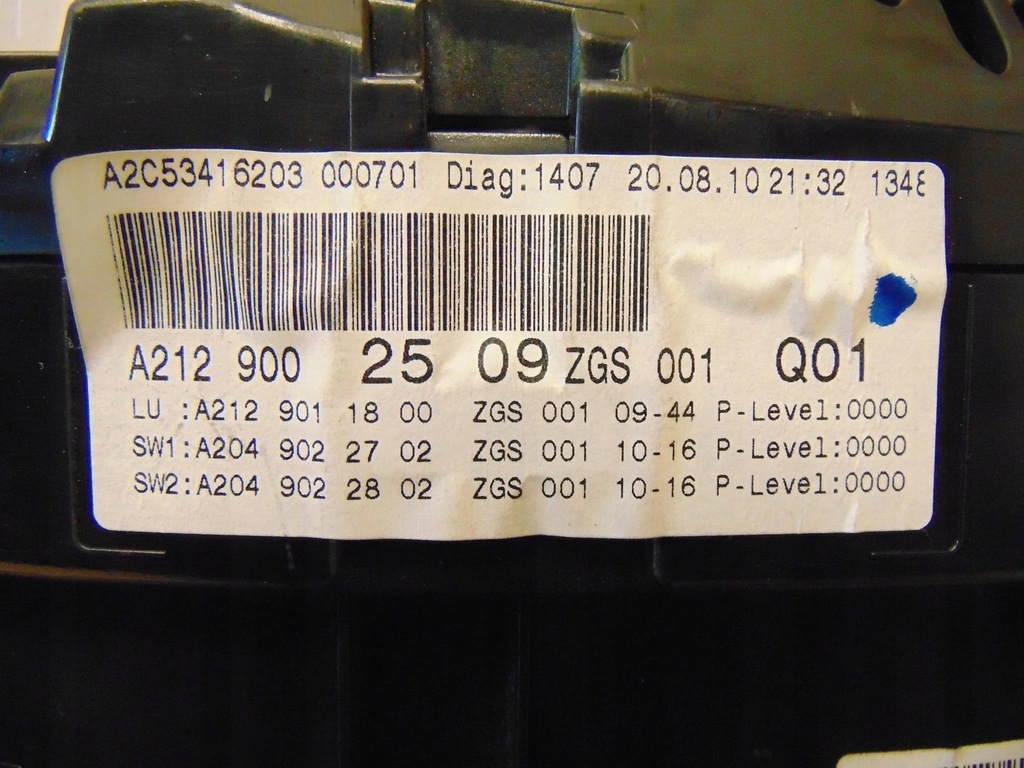 A2C53416203 000701 Diag:1407 20.08.10 21:32 1348
A212 900 25 09 ZGS 001 Q01
LU :A212 901 18 00 ZGS 001 09-44 P-Level:0000
SW1:A204 902 27 02 ZGS 001 10-16 P-Level:0000
SW2:A204 902 28 02 ZGS 001 10-16 P-Level:0000